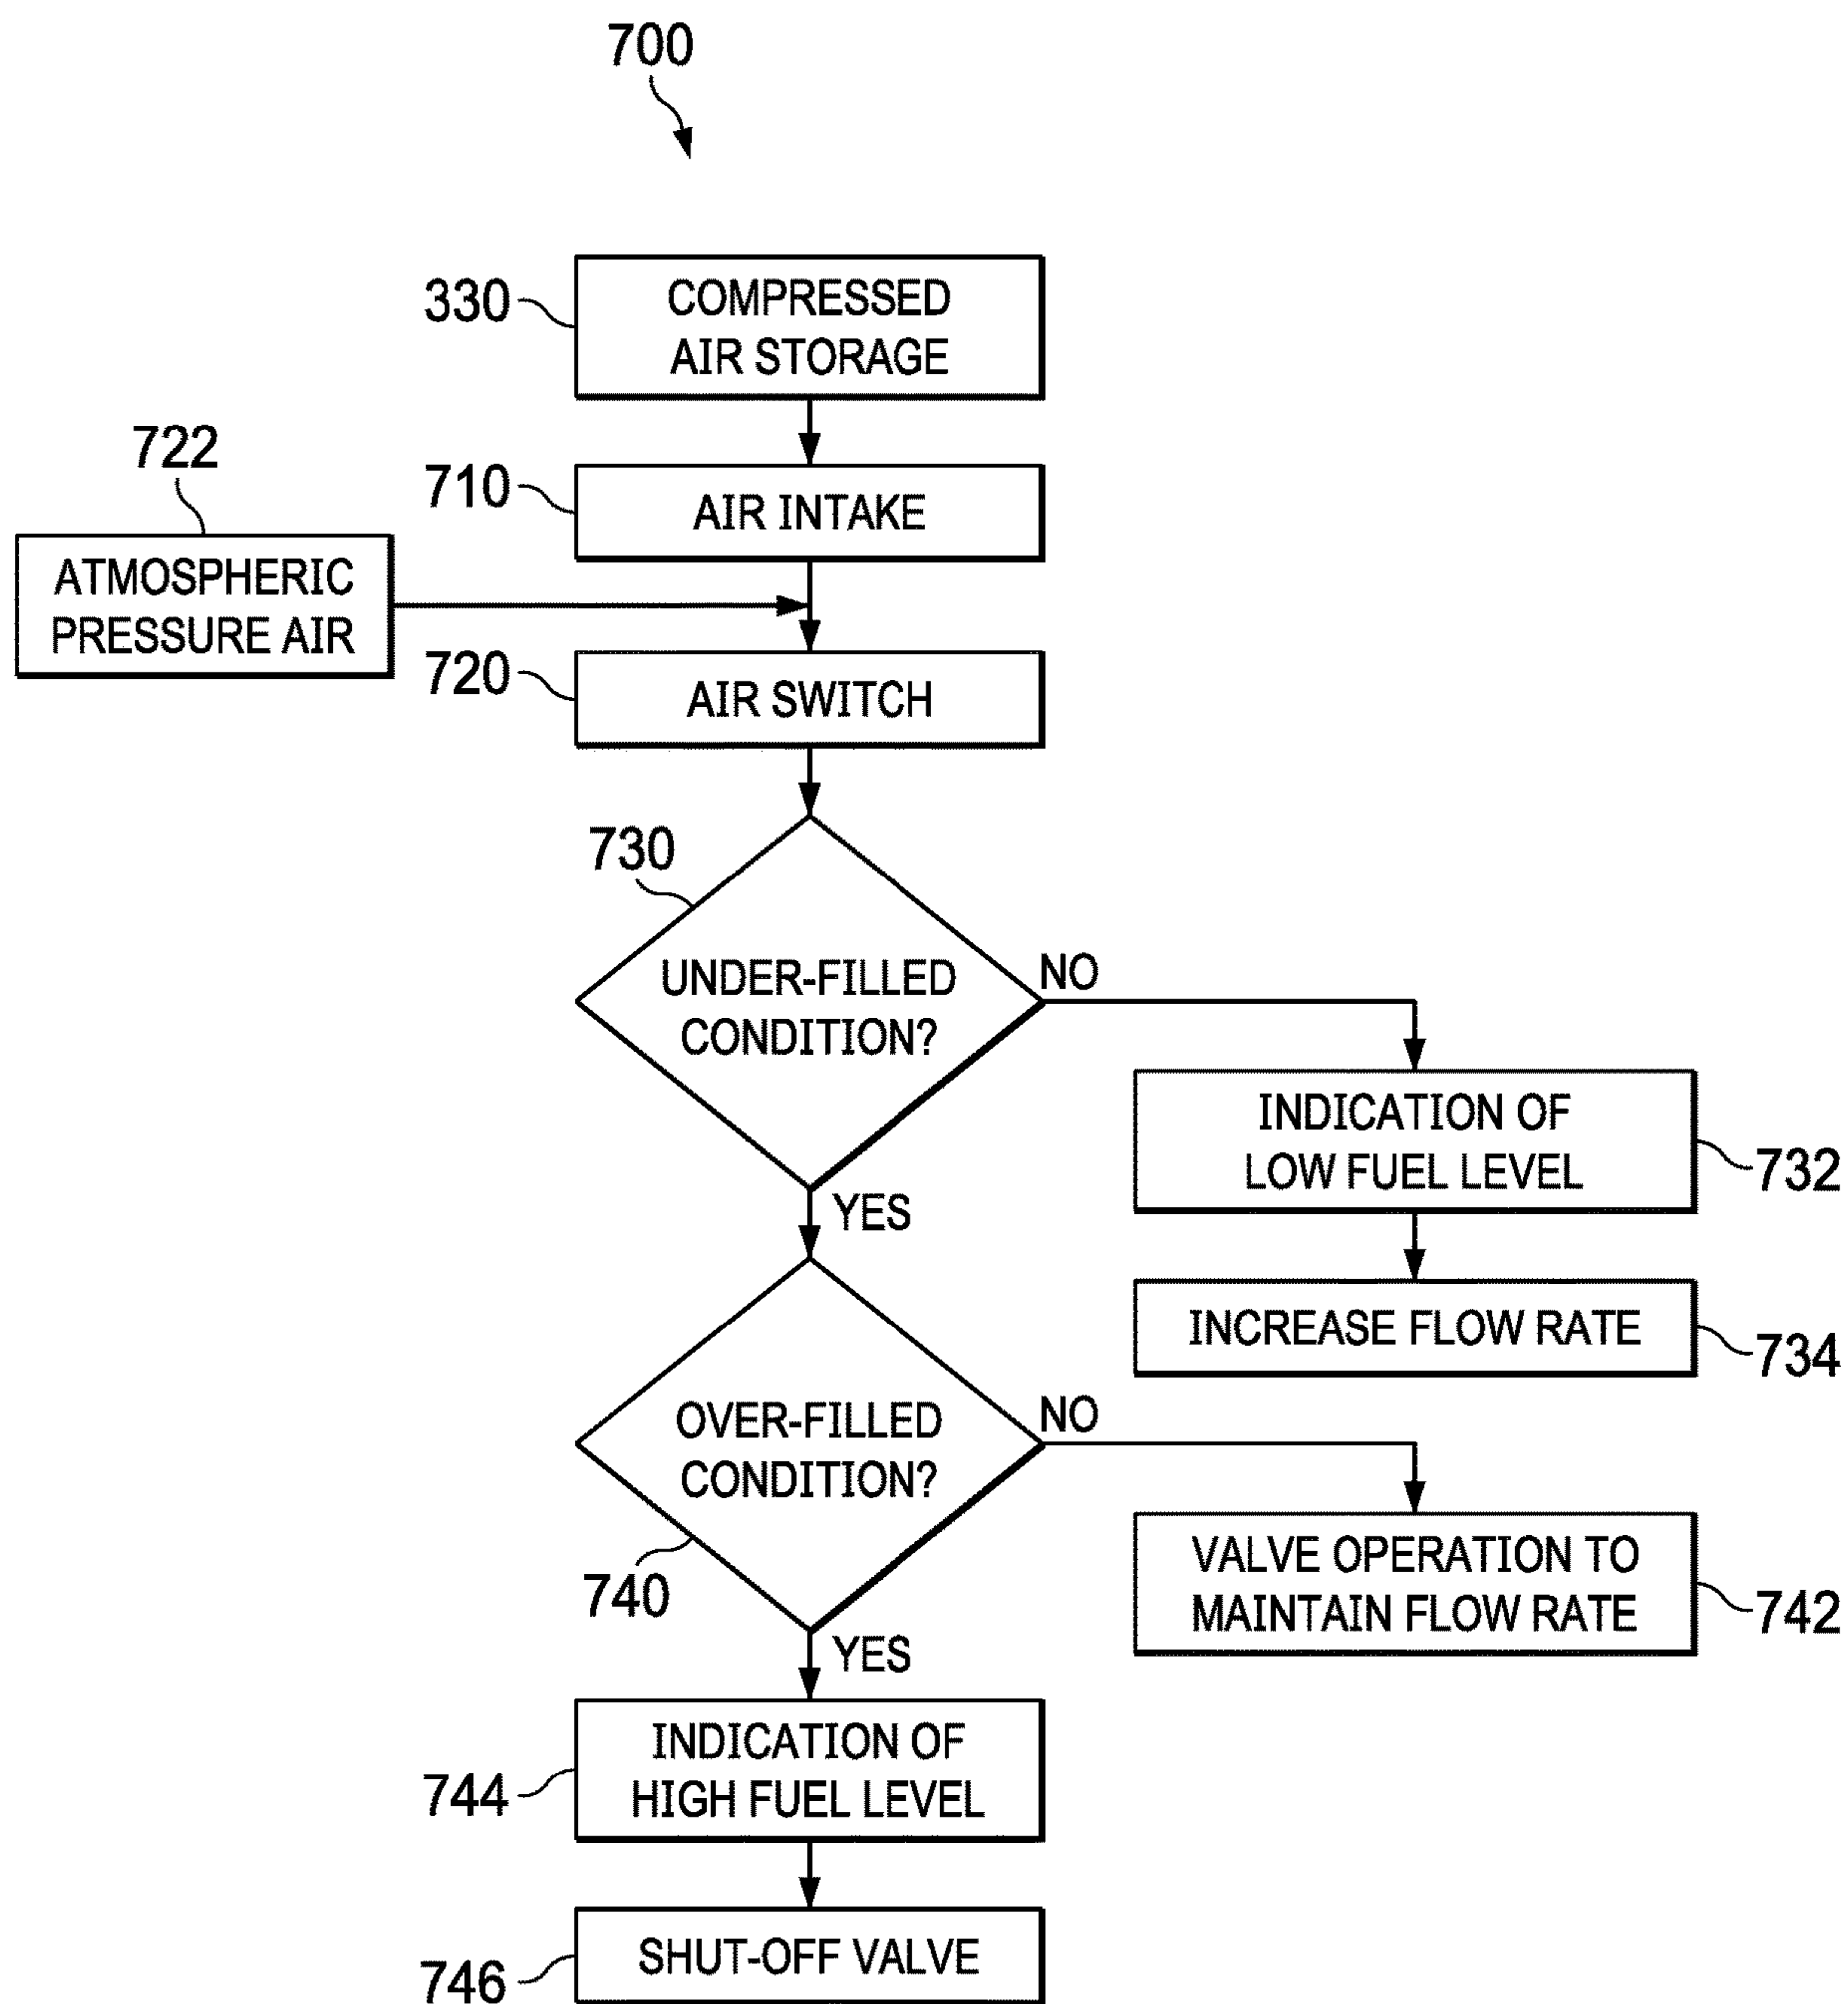 700
330
COMPRESSED
AIR STORAGE
722
710
AIR INTAKE
ATMOSPHERIC
PRESSURE AIR
720
AIR SWITCH
730
UNDER-FILLED
CONDITION?
NO
INDICATION OF
LOW FUEL LEVEL
732
YES
INCREASE FLOW RATE
734
OVER-FILLED
CONDITION?
NO
740
VALVE OPERATION TO
MAINTAIN FLOW RATE
742
YES
INDICATION OF
HIGH FUEL LEVEL
744
SHUT-OFF VALVE
746